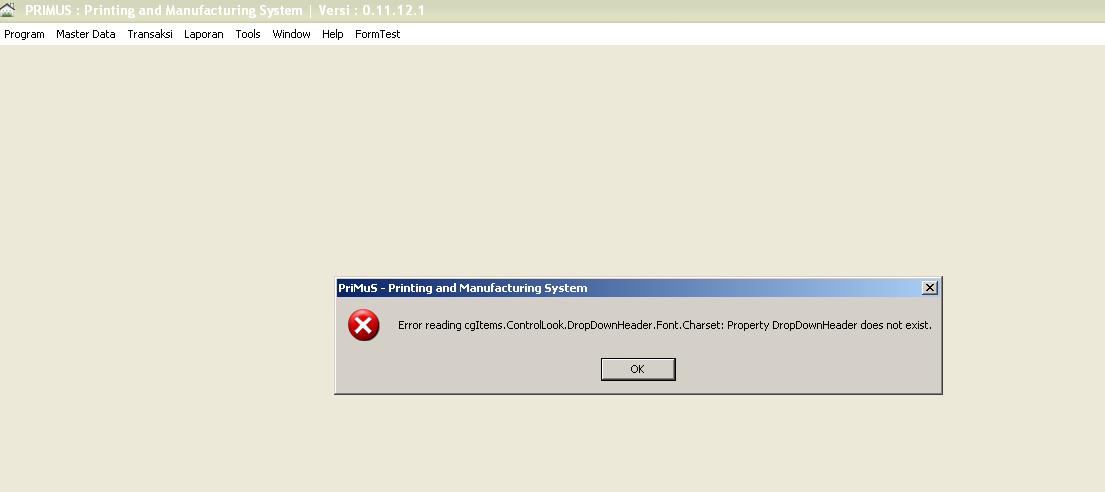 PRIMUS : Printing and Manufacturing System | Versi : 0.11.12.1
Program Master Data Transaksi Laporan Tools Window Help FormTest
PriMuS - Printing and Manufacturing System
Error reading cgItems.ControlLook.DropDownHeader.Font.Charset: Property DropDownHeader does not exist.
OK